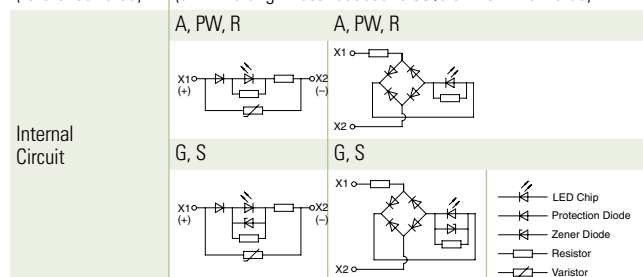 A, PW, R
A, PW, R
X1
(+)
X2
(–)
X1
X2
Internal
Circuit
G, S
G, S
X1
(+)
X2
(–)
X1
X2
LED Chip
Protection Diode
Zener Diode
Resistor
Varistor